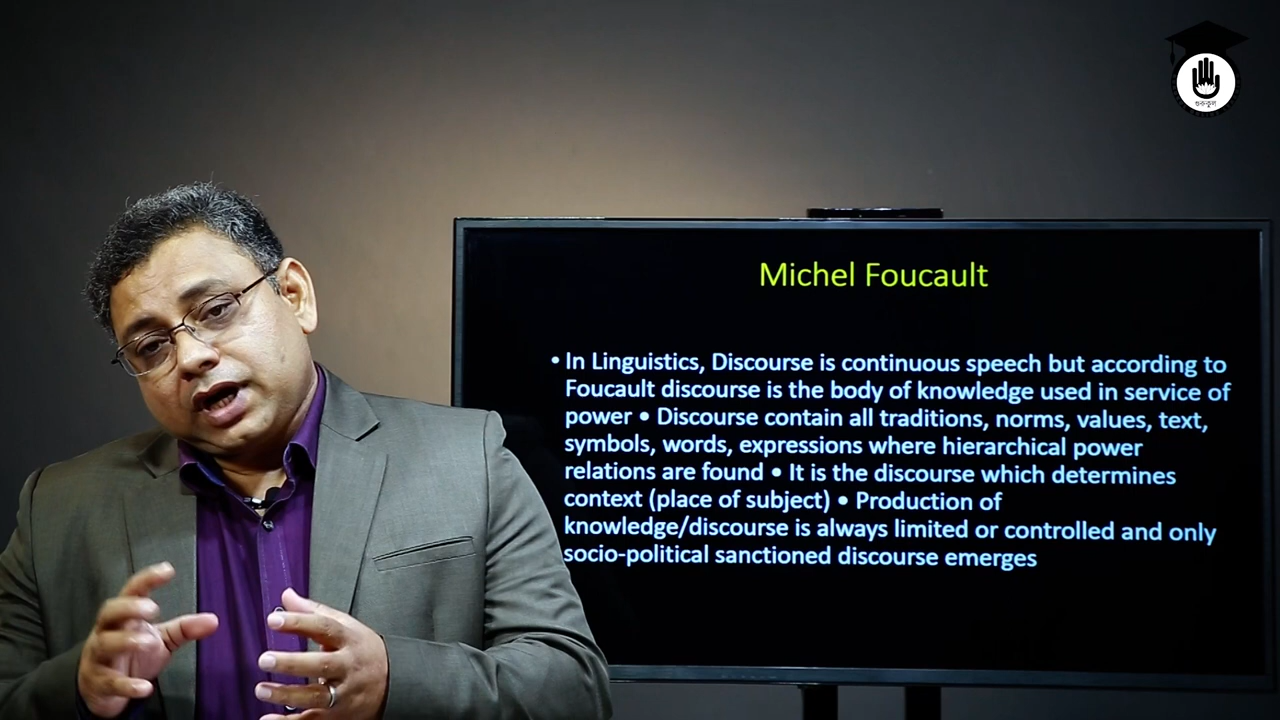 গুরুকুল
Michel Foucault
• In Linguistics, Discourse is continuous speech but according to
Foucault discourse is the body of knowledge used in service of
power • Discourse contain all traditions, norms, values, text,
symbols, words, expressions where hierarchical power
relations are found • It is the discourse which determines
context (place of subject) • Production of
knowledge/discourse is always limited or controlled and only
socio-political sanctioned discourse emerges